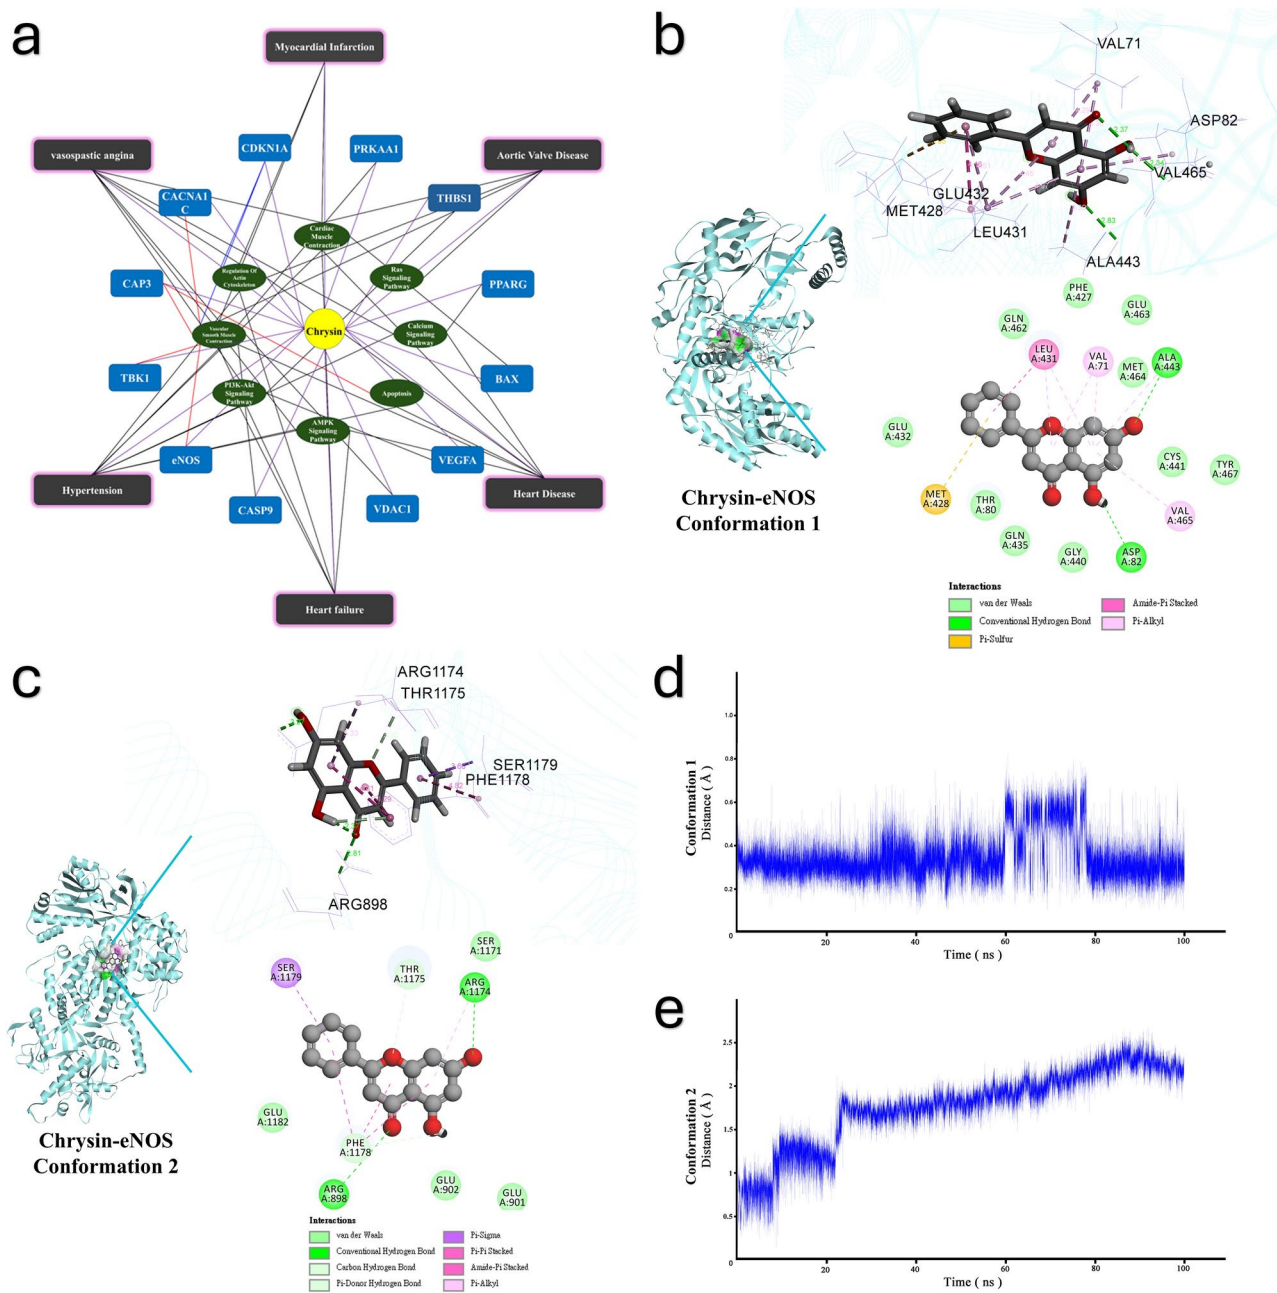 a
Myocardial Infarction
vasospastic angina
Aortic Valve Disease
CDKN1A
PRKAA1
CACNA1
C
THBS1
CAP3
PPARG
TBK1
BAX
eNOS
VEGFA
CASP9
VDAC1
Hypertension
Heart Disease
Heart failure
Cardiac
Muscle
Contraction
Regulation Of
Actin
Cytoskeleton
Ras
Signaling
Pathway
Vascular
Smooth Muscle
Contraction
Chrysin
Calcium
Signaling
Pathway
PI3K-Akt
Signaling
Pathway
Apoptosis
AMPK
Signaling
Pathway
b
VAL71
ASP82
VAL465
GLU432
MET428
LEU431
ALA443
2.37
2.83
Chrysin-eNOS
Conformation 1
PHE
A:427
GLU
A:463
GLN
A:462
LEU
A:431
VAL
A:71
MET
A:464
ALA
A:443
GLU
A:432
CYS
A:441
TYR
A:467
MET
A:428
THR
A:80
VAL
A:465
GLN
A:435
GLY
A:440
ASP
A:82
Interactions
van der Waals
Conventional Hydrogen Bond
Pi-Sulfur
Amide-Pi Stacked
Pi-Alkyl
c
ARG1174
THR1175
SER1179
PHE1178
ARG898
Chrysin-eNOS
Conformation 2
SER
A:1171
SER
A:1179
THR
A:1175
ARG
A:1174
GLU
A:1182
PHE
A:1178
ARG
A:898
GLU
A:902
GLU
A:901
Interactions
van der Waals
Conventional Hydrogen Bond
Carbon Hydrogen Bond
Pi-Donor Hydrogen Bond
Pi-Sigma
Pi-Pi Stacked
Amide-Pi Stacked
Pi-Alkyl
d
Conformation 1
Distance ( Å )
1.0
0.8
0.6
0.4
0.2
0
20
40
60
80
100
Time ( ns )
e
Conformation 2
Distance ( Å )
2.5
2
1.5
1
0.5
0
20
40
60
80
100
Time ( ns )